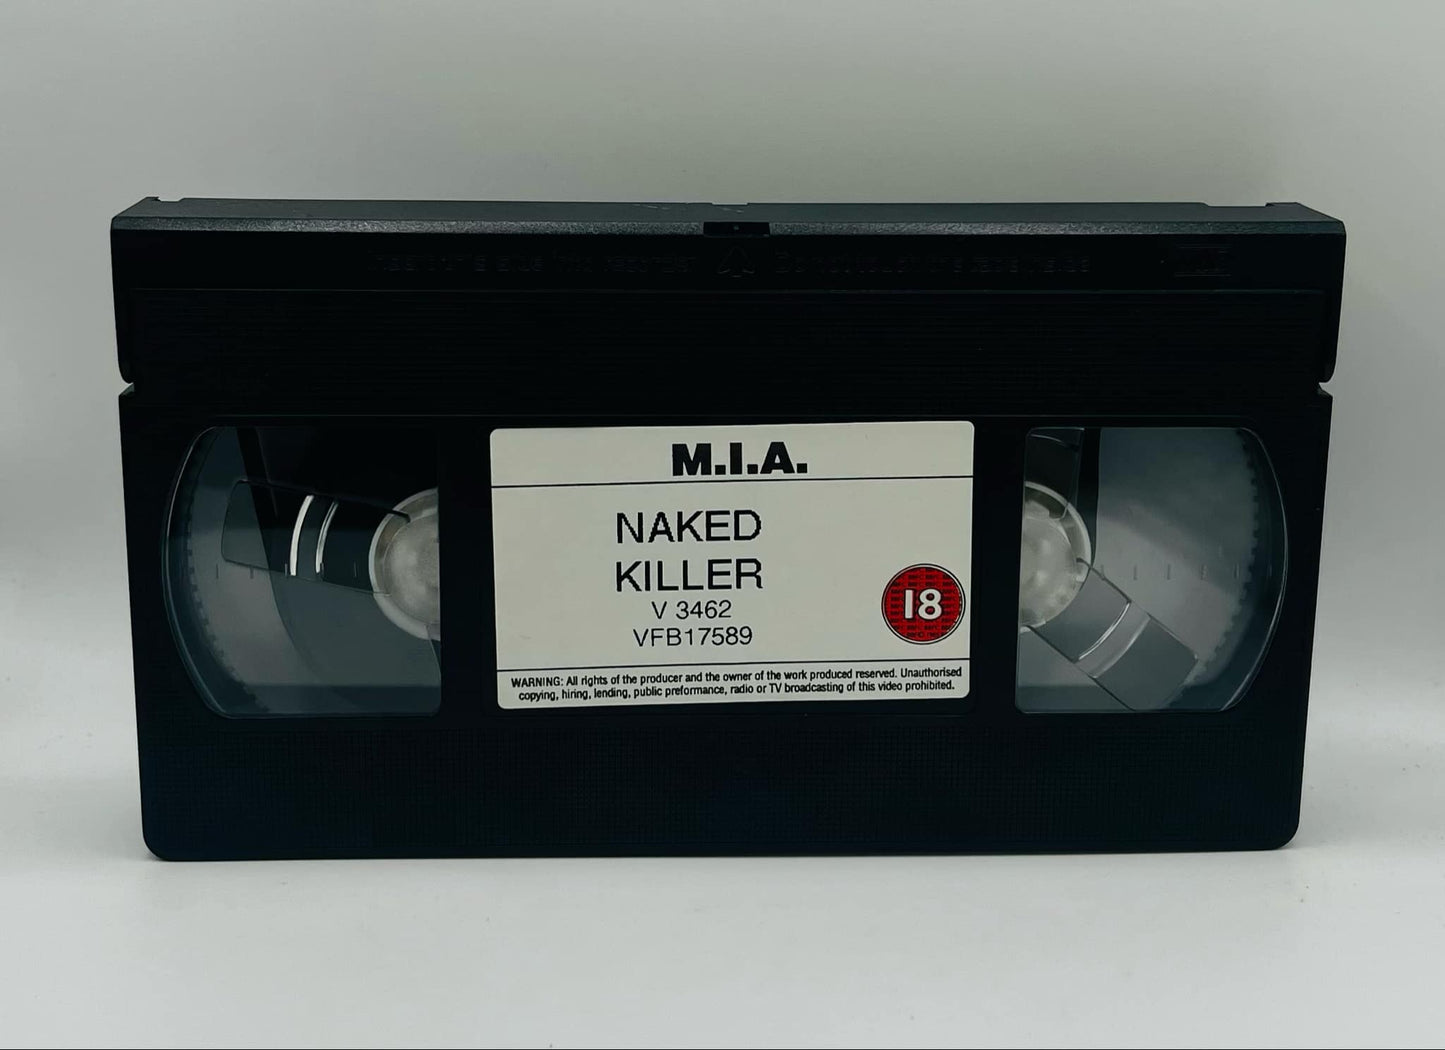 M.I.A.
NAKED
KILLER
V 3462
VFB17589
18
WARNING: All rights of the producer and the owner of the work produced reserved. Unauthorised
copying, hiring, lending, public preformance, radio or TV broadcasting of this video prohibited.